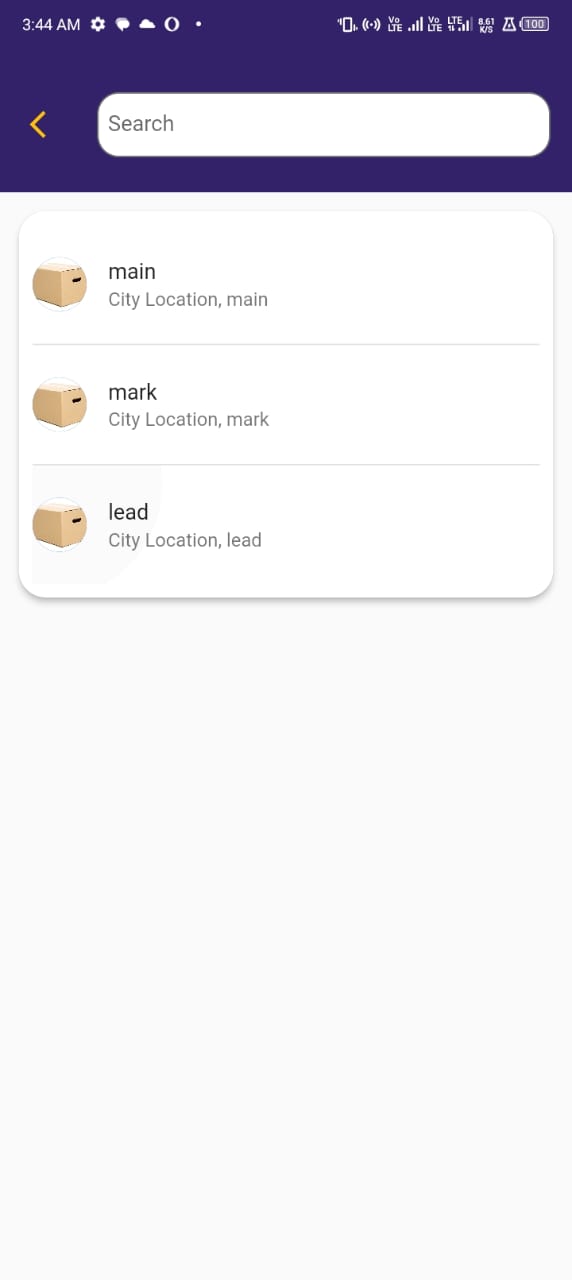 3:44 AM
Vo LTE Vo LTE LTE 8.61 K/S 100
Search
main
City Location, main
mark
City Location, mark
lead
City Location, lead